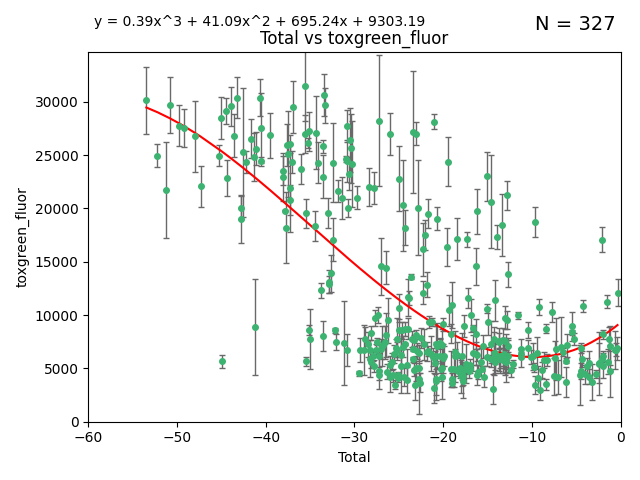 y = 0.39x^3 + 41.09x^2 + 695.24x + 9303.19
N = 327
Total vs toxgreen_fluor
toxgreen_fluor
30000
25000
20000
15000
10000
5000
0
−60
−50
−40
−30
−20
−10
0
Total